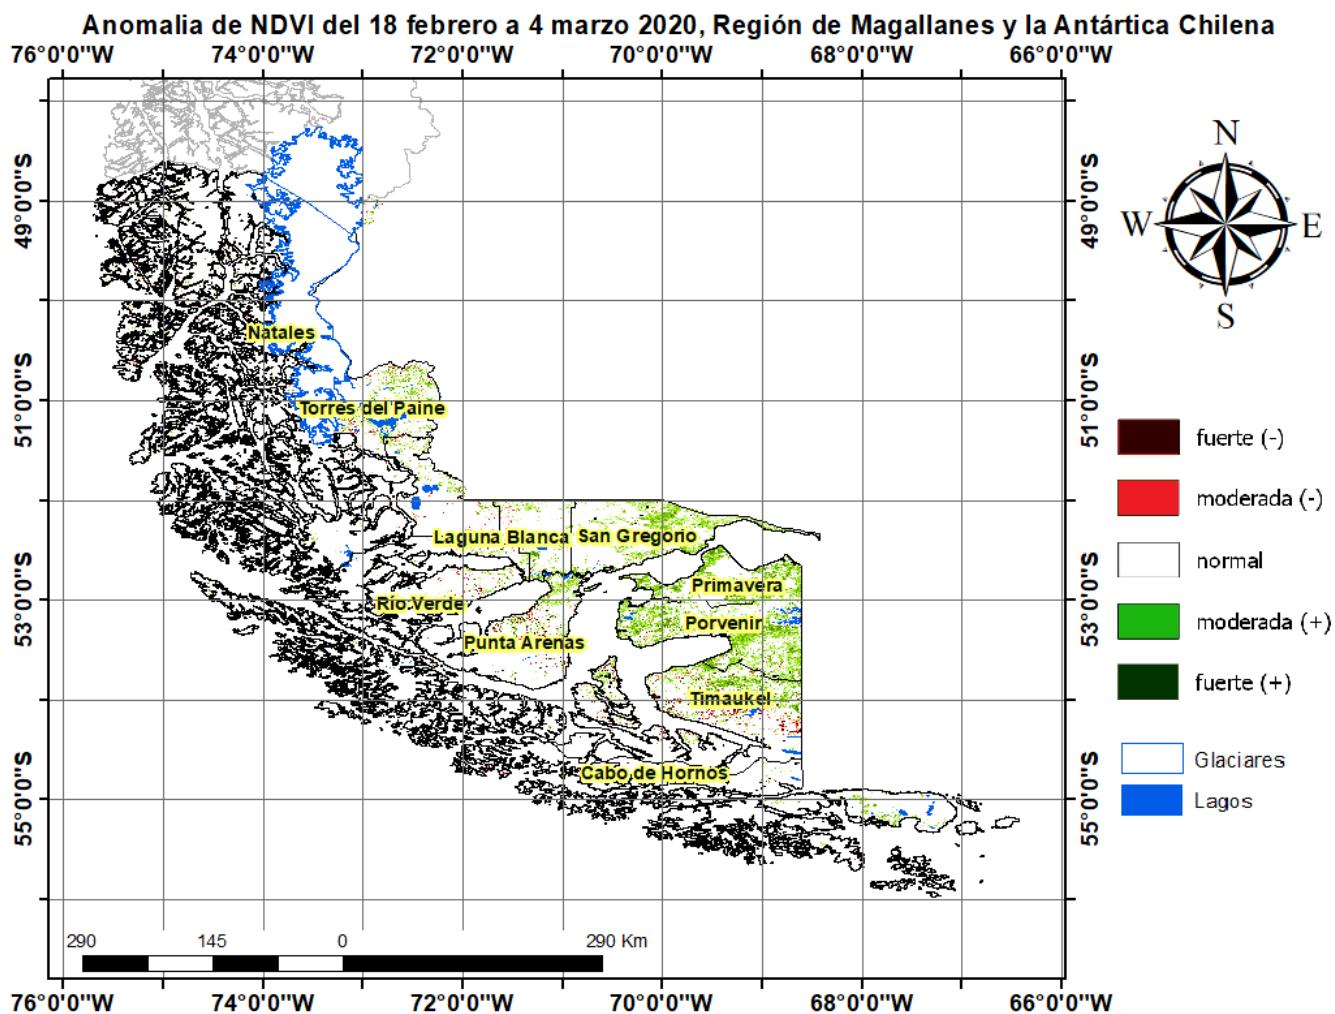 Anomalia de NDVI del 18 febrero a 4 marzo 2020, Región de Magallanes y la Antártica Chilena
76°0'0"W 74°0'0"W 72°0'0"W 70°0'0"W 68°0'0"W 66°0'0"W
N
W E
S
49°0'0"S 49°0'0"S
Natales
51°0'0"S 51°0'0"S
Torres del Paine
Laguna Blanca San Gregorio
Primavera
53°0'0"S 53°0'0"S
Río Verde
Porvenir
Punta Arenas
Timaukel
Cabo de Hornos
55°0'0"S 55°0'0"S
fuerte (-)
moderada (-)
normal
moderada (+)
fuerte (+)
Glaciares
Lagos
290 145 0 290 Km
76°0'0"W 74°0'0"W 72°0'0"W 70°0'0"W 68°0'0"W 66°0'0"W